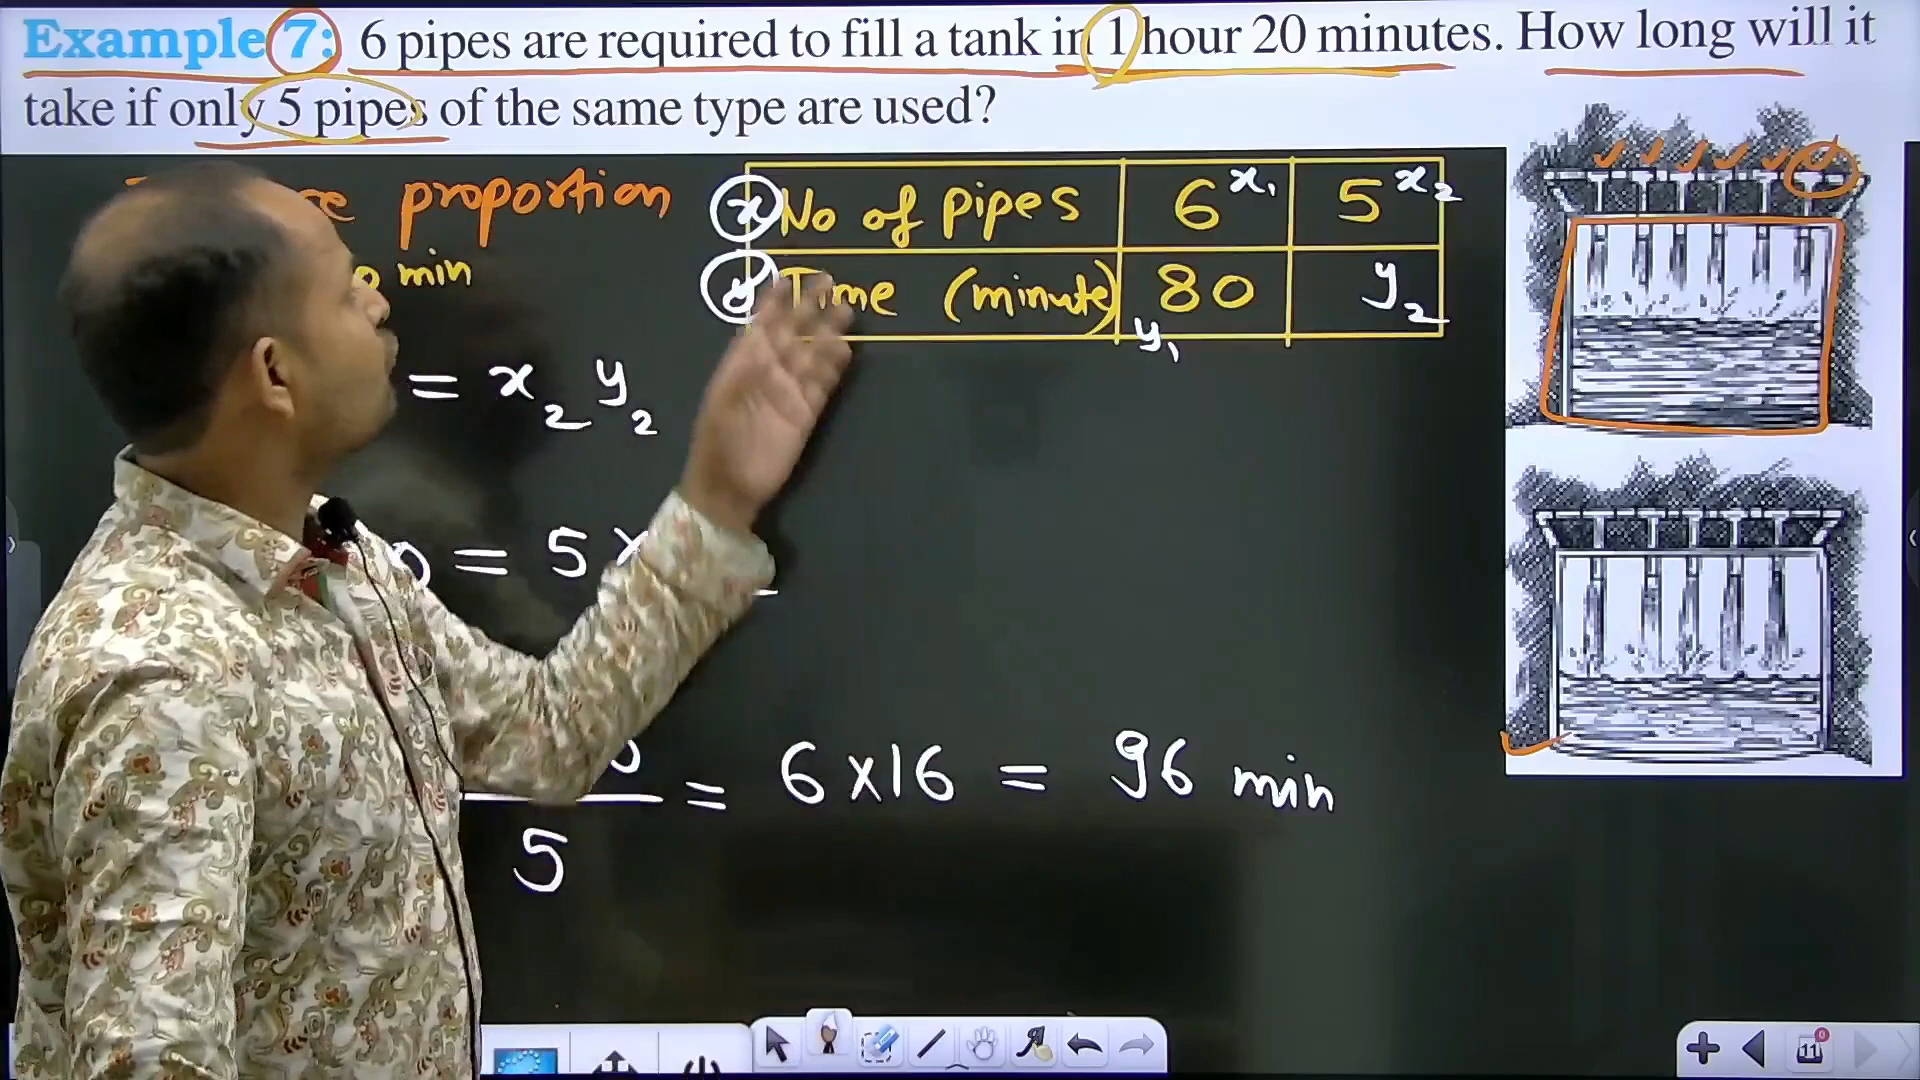 Example 7: 6 pipes are required to fill a tank in 1 hour 20 minutes. How long will it
take if only 5 pipes of the same type are used?
proportion
min
x No of pipes 6 x₁ 5 x₂
y Time (minute) 80 y₁ y₂
= x₂ y₂
= 5 ×
5
= 6 × 16 = 96 min
11
0